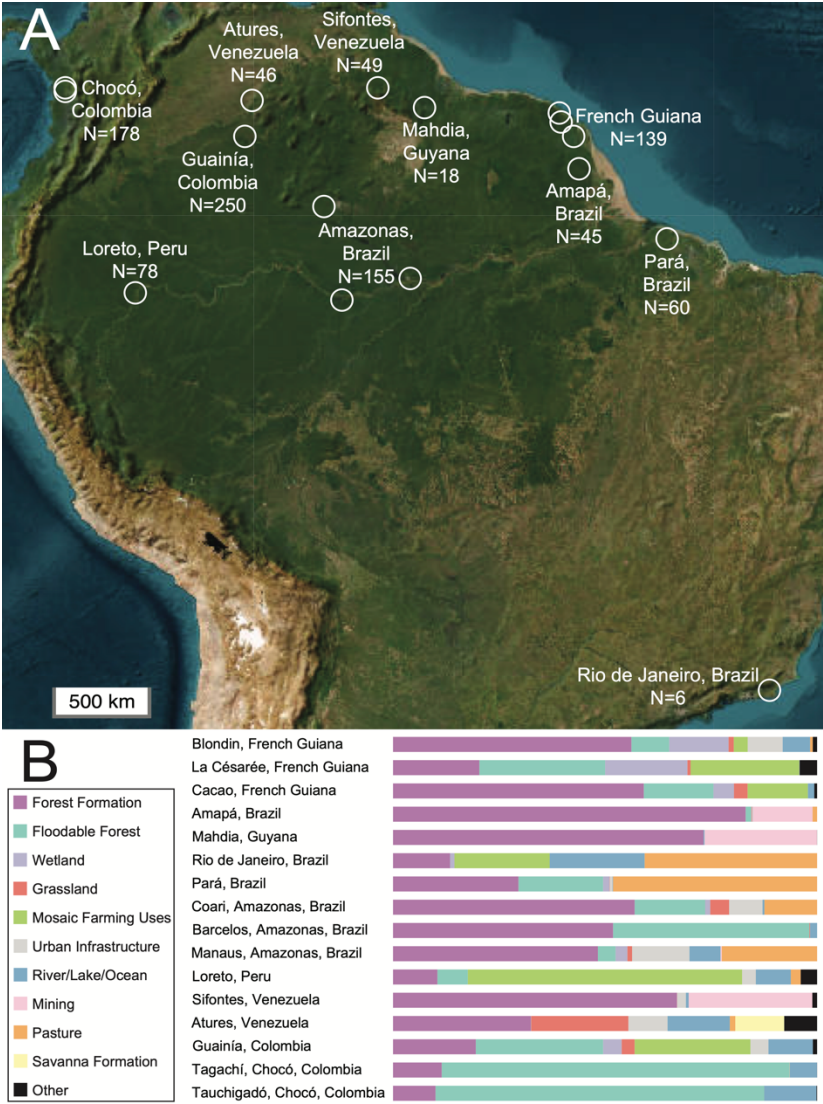 A
Atures,
Venezuela
N=46
Sifontes,
Venezuela
N=49
Chocó,
Colombia
N=178
French Guiana
N=139
Mahdia,
Guyana
N=18
Guainía,
Colombia
N=250
Amapá,
Brazil
N=45
Amazonas,
Brazil
N=155
Loreto, Peru
N=78
Pará,
Brazil
N=60
Rio de Janeiro, Brazil
N=6
500 km
B
Forest Formation
Floodable Forest
Wetland
Grassland
Mosaic Farming Uses
Urban Infrastructure
River/Lake/Ocean
Mining
Pasture
Savanna Formation
Other
Blondin, French Guiana
La Césarée, French Guiana
Cacao, French Guiana
Amapá, Brazil
Mahdia, Guyana
Rio de Janeiro, Brazil
Pará, Brazil
Coari, Amazonas, Brazil
Barcelos, Amazonas, Brazil
Manaus, Amazonas, Brazil
Loreto, Peru
Sifontes, Venezuela
Atures, Venezuela
Guainía, Colombia
Tagachí, Chocó, Colombia
Tauchigadó, Chocó, Colombia